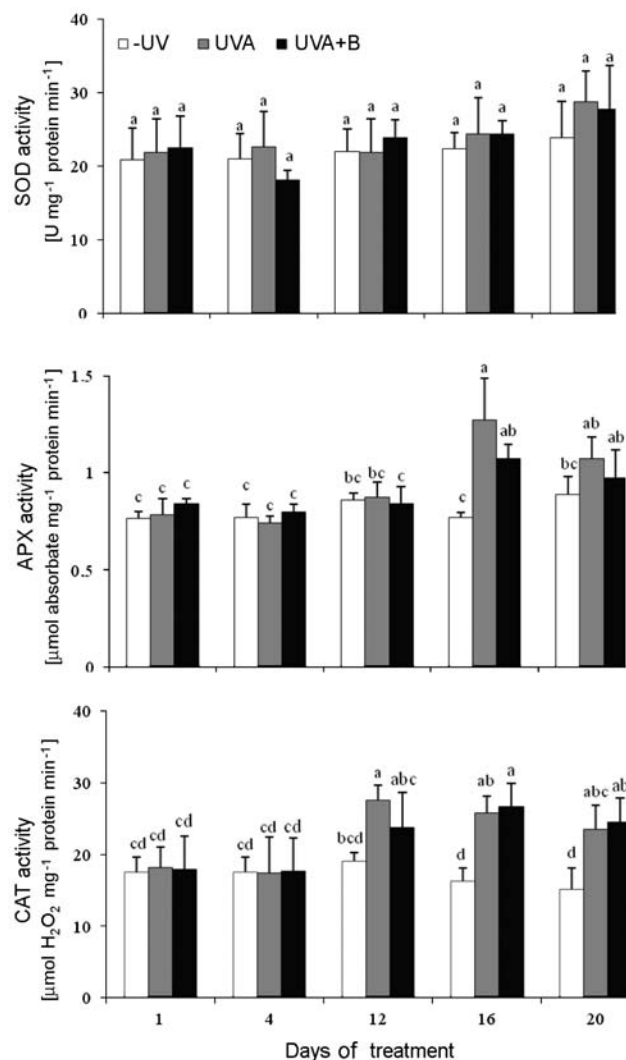 40
-UV UVA UVA+B
a a a a a a a a a a a a a a a
30
20
10
0
SOD activity
[U mg⁻¹ protein min⁻¹]
1.5
1
0.5
0
APX activity
[μmol absorbate mg⁻¹ protein min⁻¹]
c c c c c c bc bc c c a ab bc ab ab
40
30
20
10
0
CAT activity
[μmol H₂O₂ mg⁻¹ protein min⁻¹]
cd cd cd cd cd cd bcd a abc d ab a d abc ab
1 4 12 16 20
Days of treatment